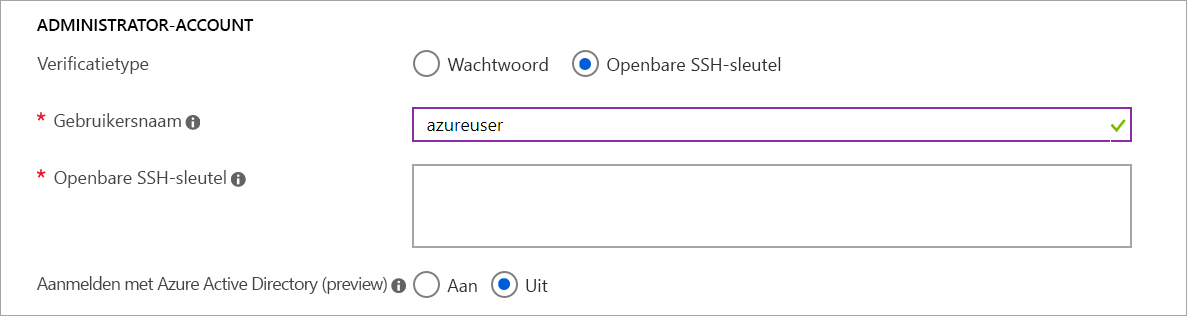 ADMINISTRATOR-ACCOUNT
Verificatietype Wachtwoord Openbare SSH-sleutel
* Gebruikersnaam azureuser
* Openbare SSH-sleutel
Aanmelden met Azure Active Directory (preview) Aan Uit